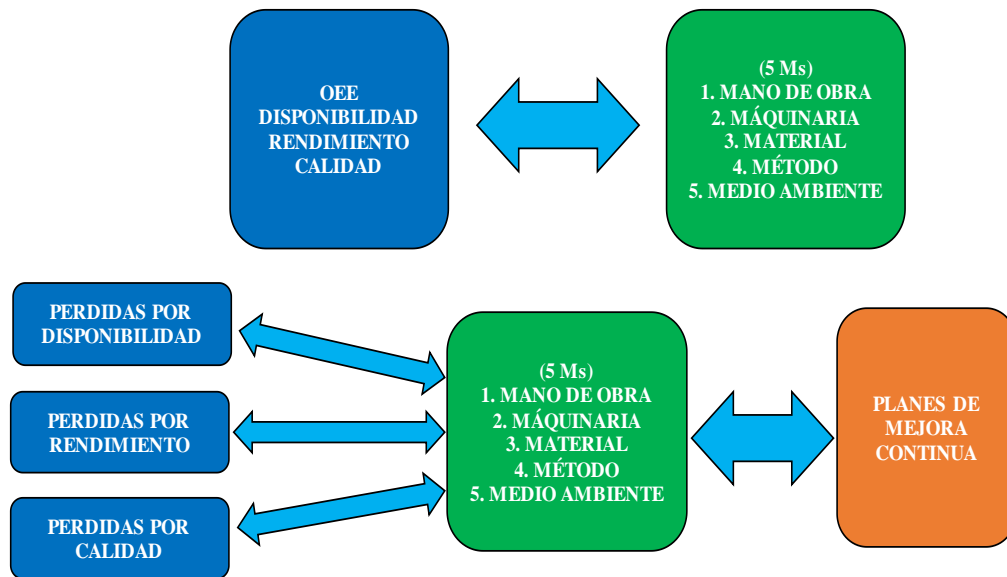 OEE
DISPONIBILIDAD
RENDIMIENTO
CALIDAD
(5 Ms)
1. MANO DE OBRA
2. MÁQUINARIA
3. MATERIAL
4. MÉTODO
5. MEDIO AMBIENTE
PERDIDAS POR
DISPONIBILIDAD
PERDIDAS POR
RENDIMIENTO
PERDIDAS POR
CALIDAD
(5 Ms)
1. MANO DE OBRA
2. MÁQUINARIA
3. MATERIAL
4. MÉTODO
5. MEDIO AMBIENTE
PLANES DE
MEJORA
CONTINUA